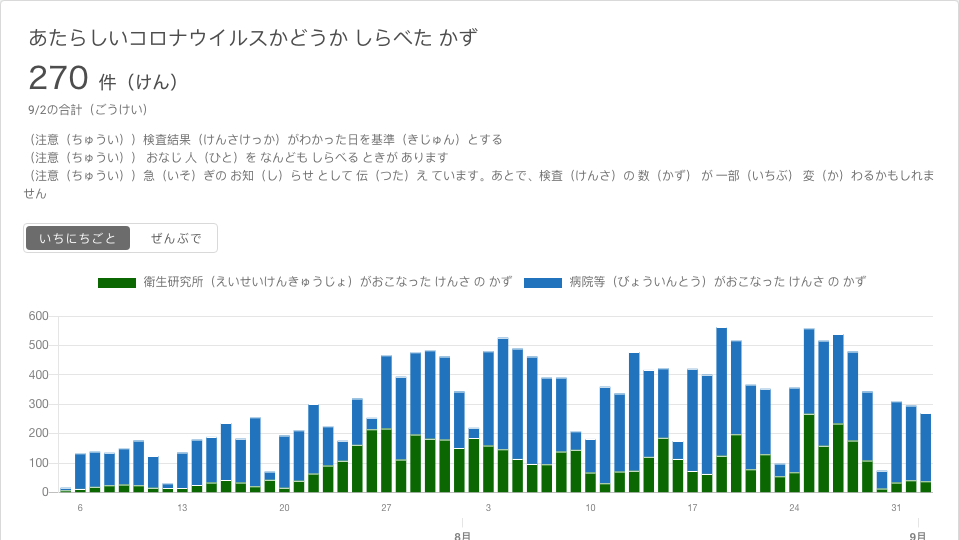 あたらしいコロナウイルスかどうか しらべた かず
270 件（けん）
9/2の合計（ごうけい）
（注意（ちゅうい））検査結果（けんさけっか）がわかった日を基準（きじゅん）とする
（注意（ちゅうい）） おなじ 人（ひと）を なんども しらべる ときが あります
（注意（ちゅうい））急（いそ）ぎの お知（し）らせ として 伝（つた）え ています。あとで、検査（けんさ）の 数（かず） が 一部（いちぶ） 変（か）わるかもしれま
せん
いちにちごと ぜんぶで
衛生研究所（えいせいけんきゅうじょ）がおこなった けんさ の かず 病院等（びょういんとう）がおこなった けんさ の かず
600
500
400
300
200
100
0
6 13 20 27 3 10 17 24 31
8月 9月